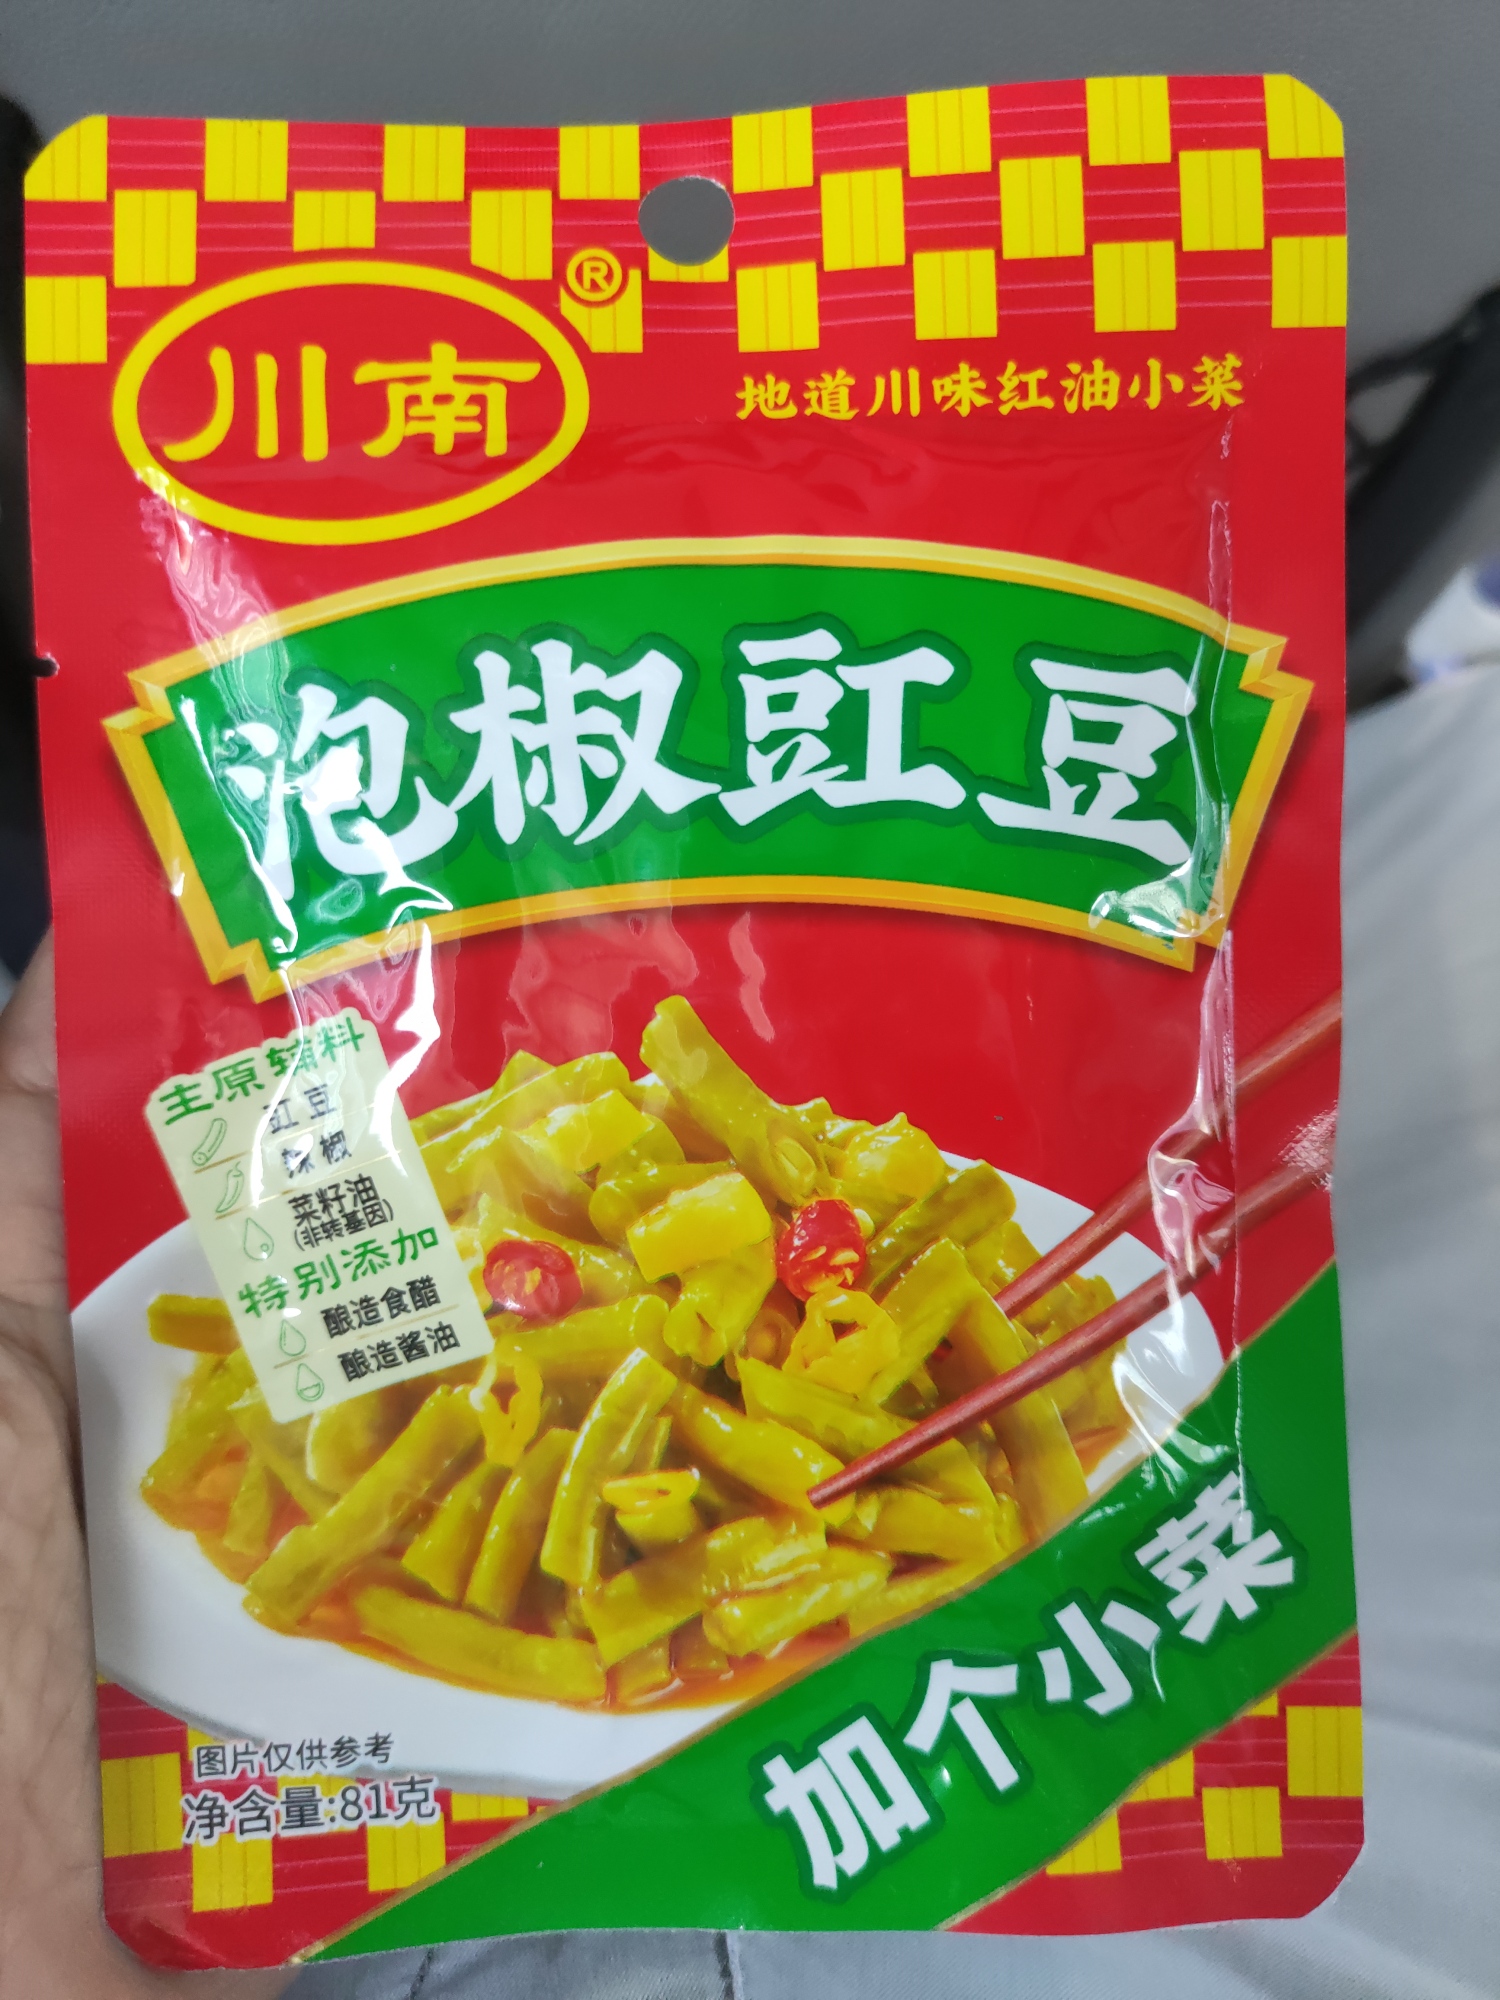 川南®
地道川味红油小菜
泡椒豇豆
主原辅料
豇豆
辣椒
菜籽油
(非转基因)
特别添加
酿造食醋
酿造酱油
加个小菜
图片仅供参考
净含量:81克